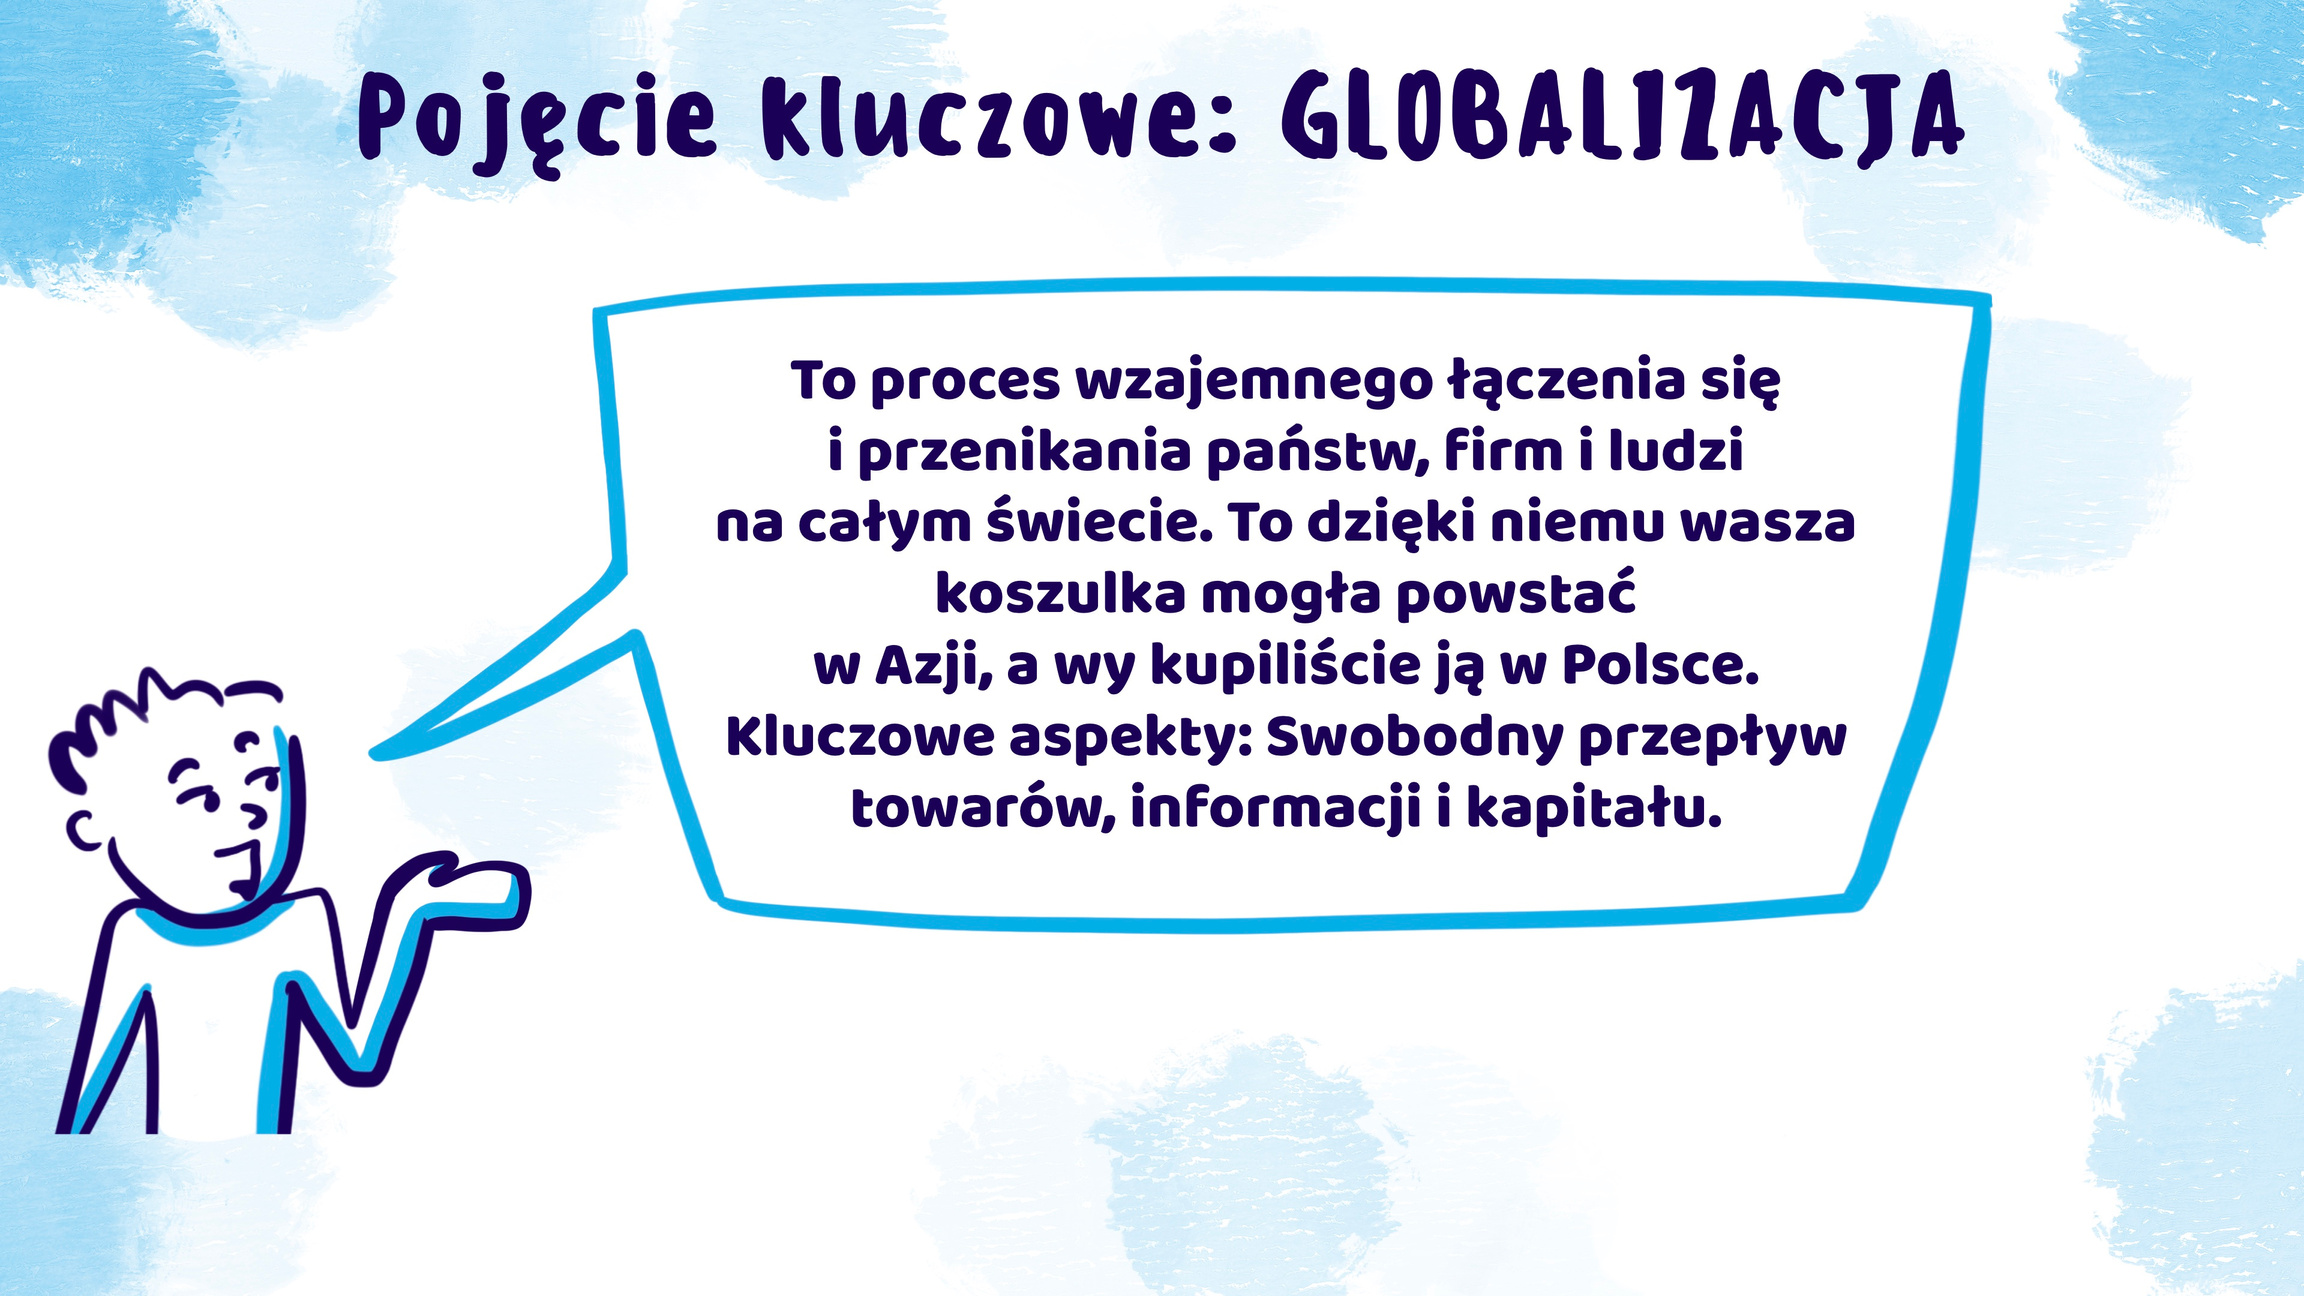 Pojęcie kluczowe: GLOBALIZACJA
To proces wzajemnego łączenia się
i przenikania państw, firm i ludzi
na całym świecie. To dzięki niemu wasza
koszulka mogła powstać
w Azji, a wy kupiliście ją w Polsce.
Kluczowe aspekty: Swobodny przepływ
towarów, informacji i kapitału.